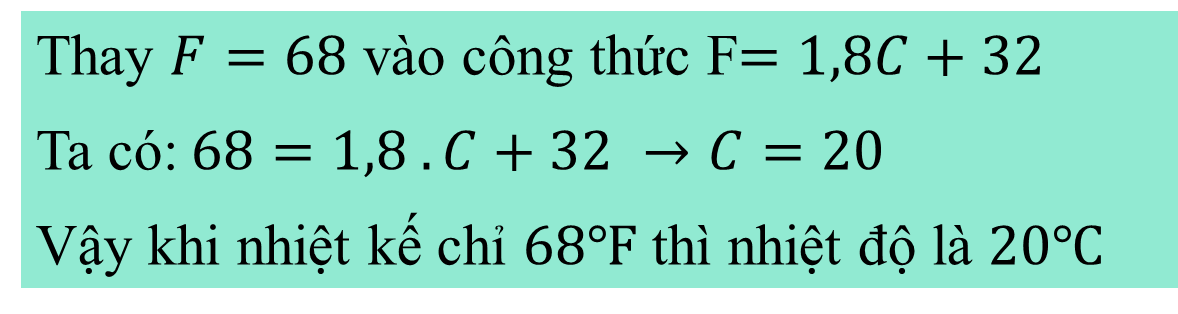 Thay F = 68 vào công thức F= 1,8C + 32
Ta có: 68 = 1,8 . C + 32 → C = 20
Vậy khi nhiệt kế chỉ 68°F thì nhiệt độ là 20°C